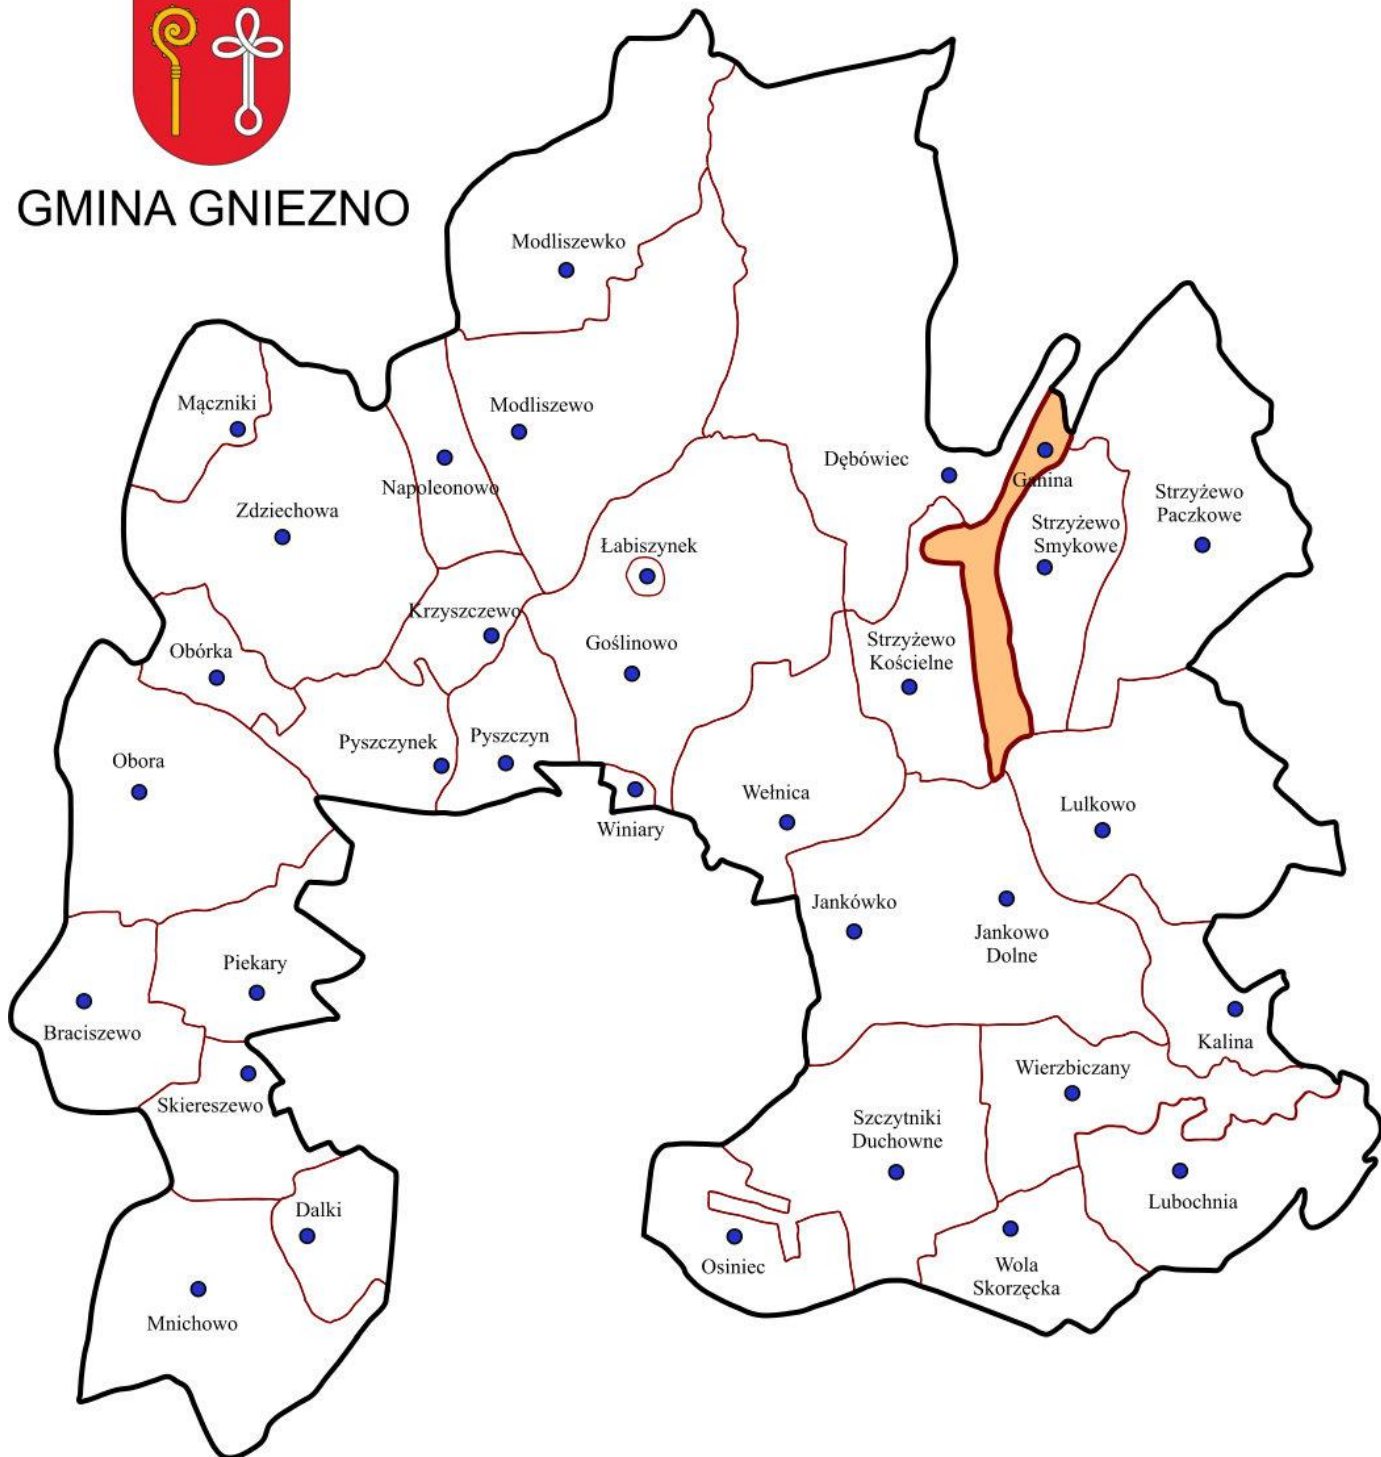 GMINA GNIEZNO
Modliszewko
Mączniki
Modliszewo
Dębówiec
Napoleonowo
Ganina
Zdziechowa
Strzyżewo
Paczkowe
Strzyżewo
Smykowe
Łabiszynek
Krzyszczewo
Goślinowo
Strzyżewo
Kościelne
Obórka
Pyszczynek
Pyszczyn
Obora
Wełnica
Lulkowo
Winiary
Jankówko
Jankowo
Dolne
Piekary
Braciszewo
Kalina
Wierzbiczany
Skiereszewo
Szczytniki
Duchowne
Lubochnia
Dalki
Osiniec
Wola
Skorzęcka
Mnichowo